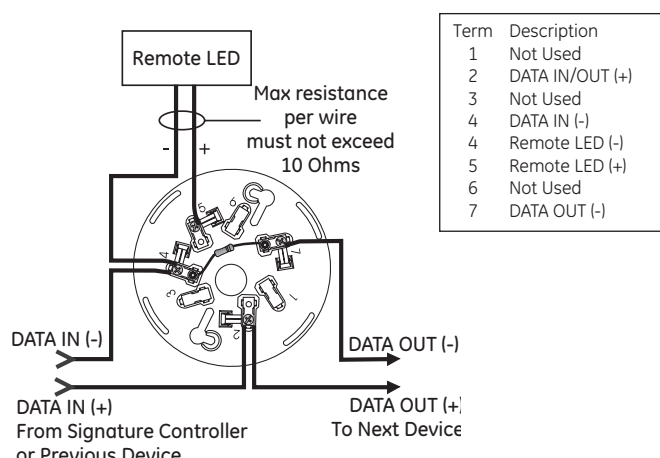 Remote LED
Max resistance
per wire
must not exceed
10 Ohms
-
+
5
6
4
7
3
1
2
DATA IN (-)
DATA OUT (-)
DATA IN (+)
From Signature Controller
or Previous Device
DATA OUT (+)
To Next Device
Term Description
1 Not Used
2 DATA IN/OUT (+)
3 Not Used
4 DATA IN (-)
4 Remote LED (-)
5 Remote LED (+)
6 Not Used
7 DATA OUT (-)